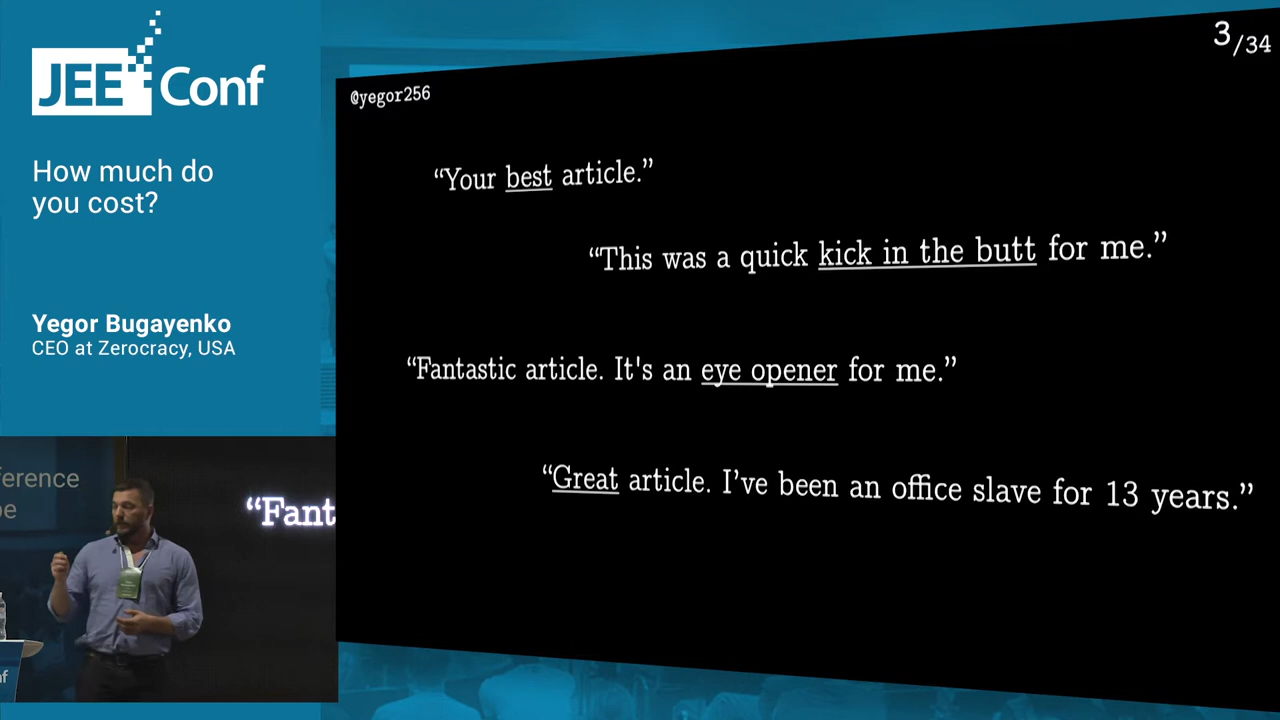 JEE Conf
How much do
you cost?
Yegor Bugayenko
CEO at Zerocracy, USA
3/34
@yegor256
“Your best article.”
“This was a quick kick in the butt for me.”
“Fantastic article. It's an eye opener for me.”
“Great article. I’ve been an office slave for 13 years.”
ference
“Fant